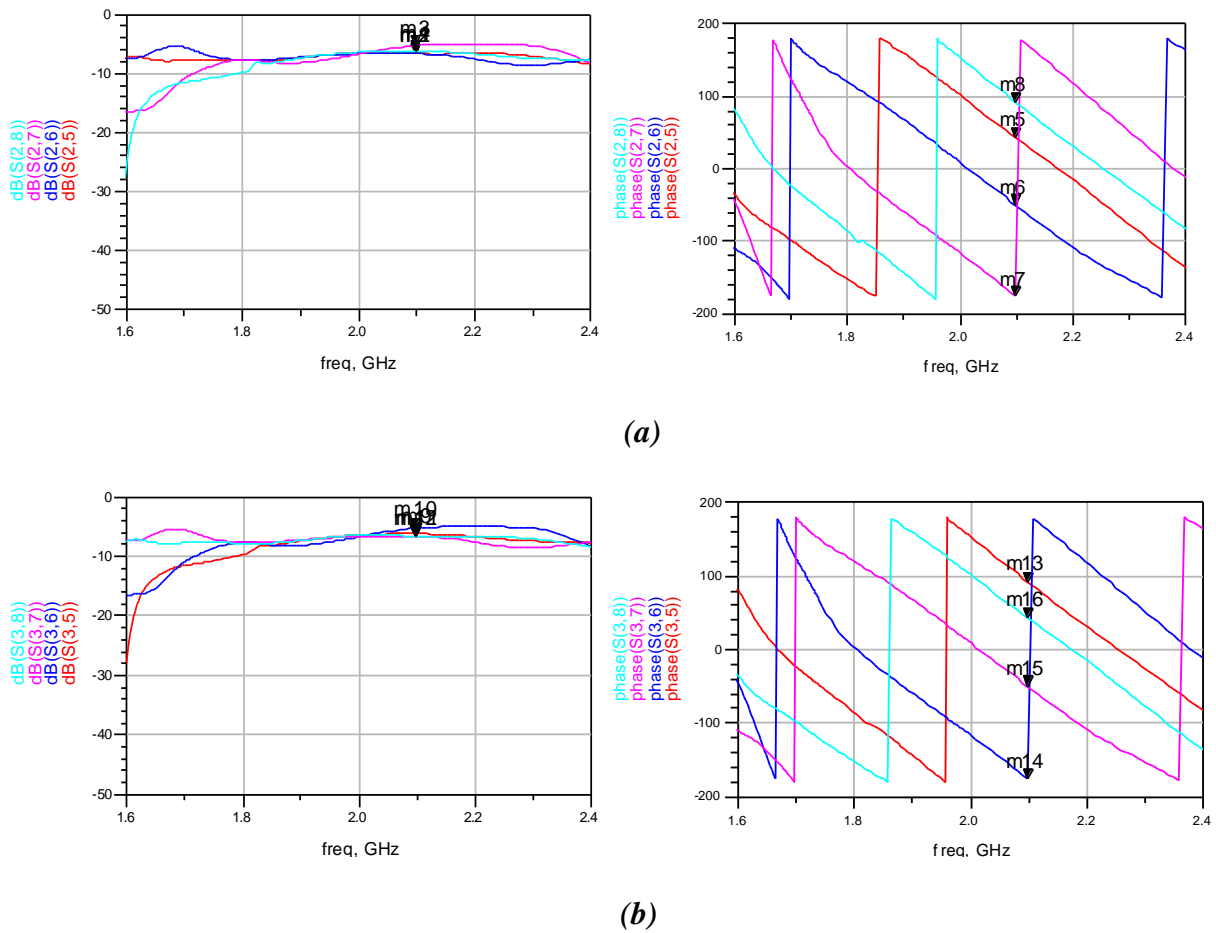 0
-10
-20
-30
-40
-50
1.6
1.8
2.0
2.2
2.4
freq, GHz
dB(S(2,8))
dB(S(2,7))
dB(S(2,6))
dB(S(2,5))
200
100
0
-100
-200
1.6
1.8
2.0
2.2
2.4
freq, GHz
phase(S(2,8))
phase(S(2,7))
phase(S(2,6))
phase(S(2,5))
m8
m5
m6
m7
(a)
0
-10
-20
-30
-40
-50
1.6
1.8
2.0
2.2
2.4
freq, GHz
dB(S(3,8))
dB(S(3,7))
dB(S(3,6))
dB(S(3,5))
m10
200
100
0
-100
-200
1.6
1.8
2.0
2.2
2.4
freq, GHz
phase(S(3,8))
phase(S(3,7))
phase(S(3,6))
phase(S(3,5))
m13
m16
m15
m14
(b)